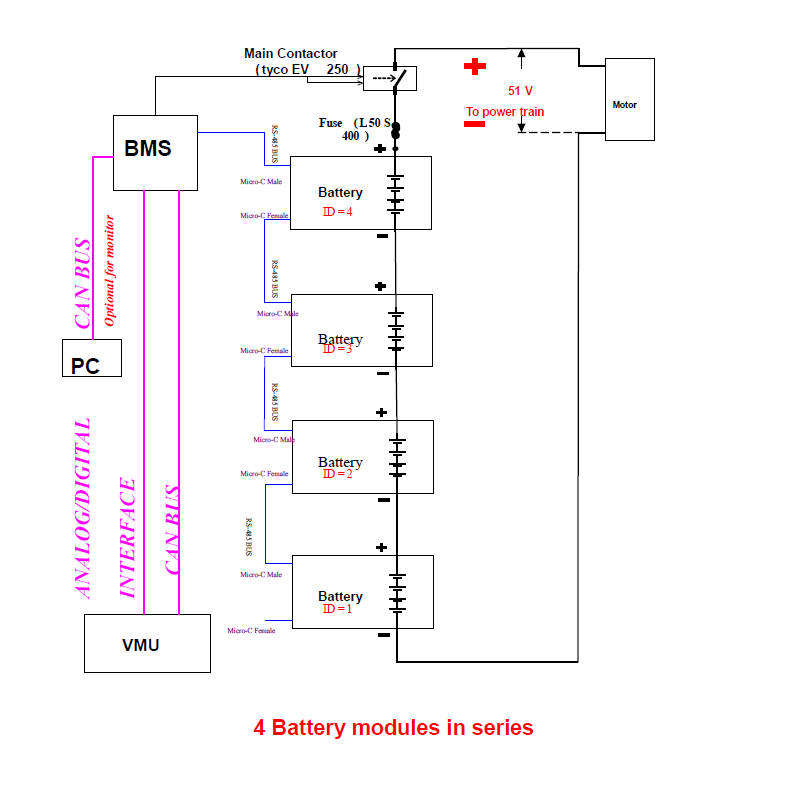 Main Contactor
(tyco EV 250 )
51 V
To power train
Motor
Fuse (L50 S
400 )
BMS
RS-485 BUS
Micro-C Male
Battery
ID = 4
Micro-C Female
CAN BUS
Optional for monitor
RS-485 BUS
Micro-C Male
Battery
ID = 3
Micro-C Female
PC
RS-485 BUS
Micro-C Male
Battery
ID = 2
Micro-C Female
ANALOG/DIGITAL
INTERFACE
CAN BUS
RS-485 BUS
Micro-C Male
Battery
ID = 1
Micro-C Female
VMU
4 Battery modules in series